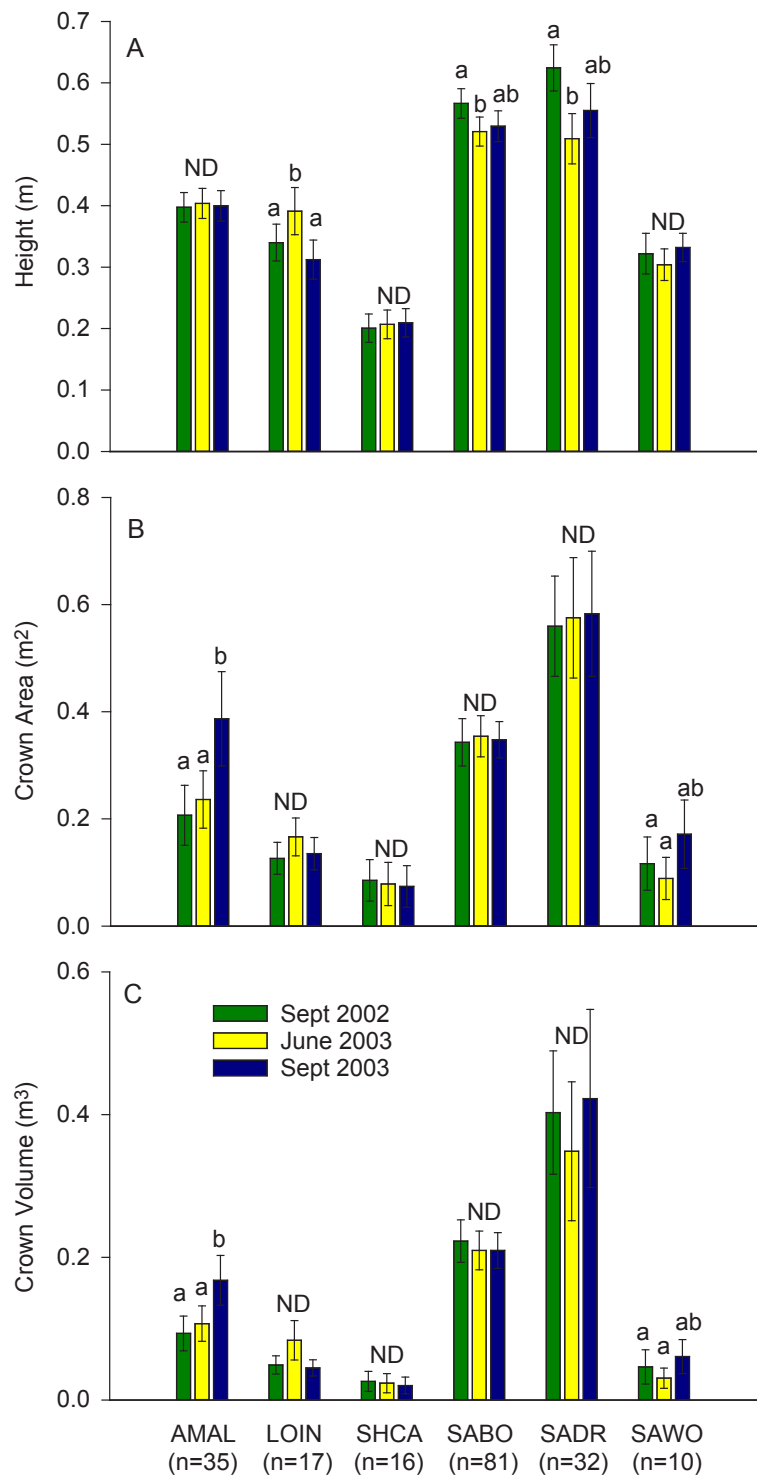 A
Height (m)
0.7
0.6
0.5
0.4
0.3
0.2
0.1
0.0
ND
a b a
ND
a b ab
a b ab
ND
B
Crown Area (m²)
0.8
0.6
0.4
0.2
0.0
a a b
ND
ND
ND
ND
a a ab
C
Crown Volume (m³)
0.6
0.4
0.2
0.0
Sept 2002
June 2003
Sept 2003
a a b
ND
ND
ND
ND
a a ab
AMAL LOIN SHCA SABO SADR SAWO
(n=35) (n=17) (n=16) (n=81) (n=32) (n=10)